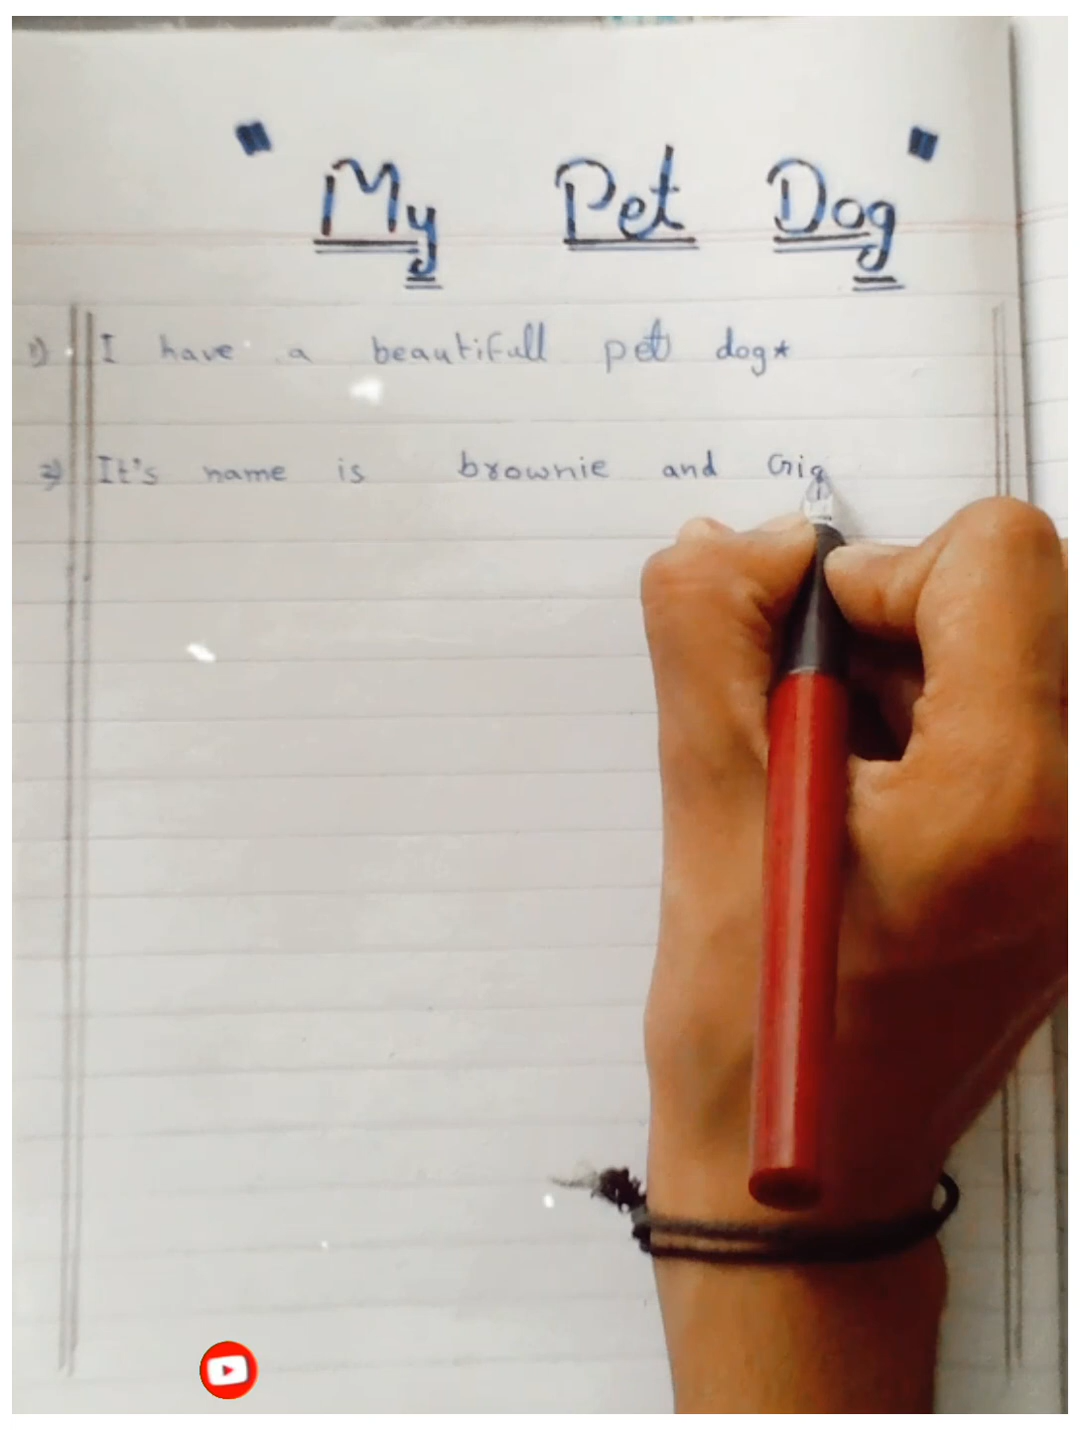 "My Pet Dog"
1) I have a beautifull pet dog*
2) It's name is brownie and